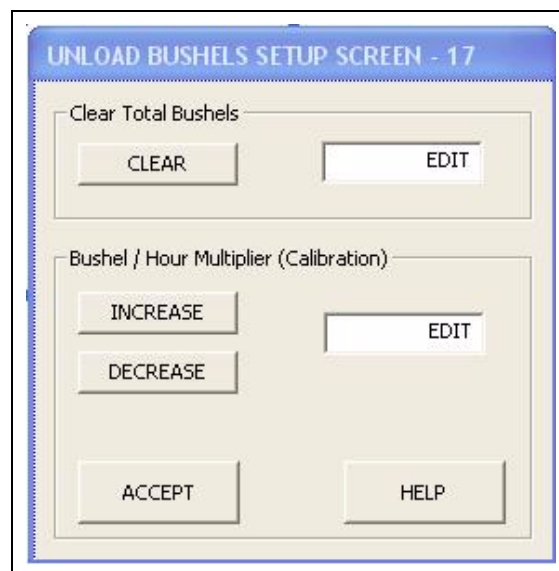 UNLOAD BUSHELS SETUP SCREEN - 17
Clear Total Bushels
CLEAR
EDIT
Bushel / Hour Multiplier (Calibration)
INCREASE
EDIT
DECREASE
ACCEPT
HELP